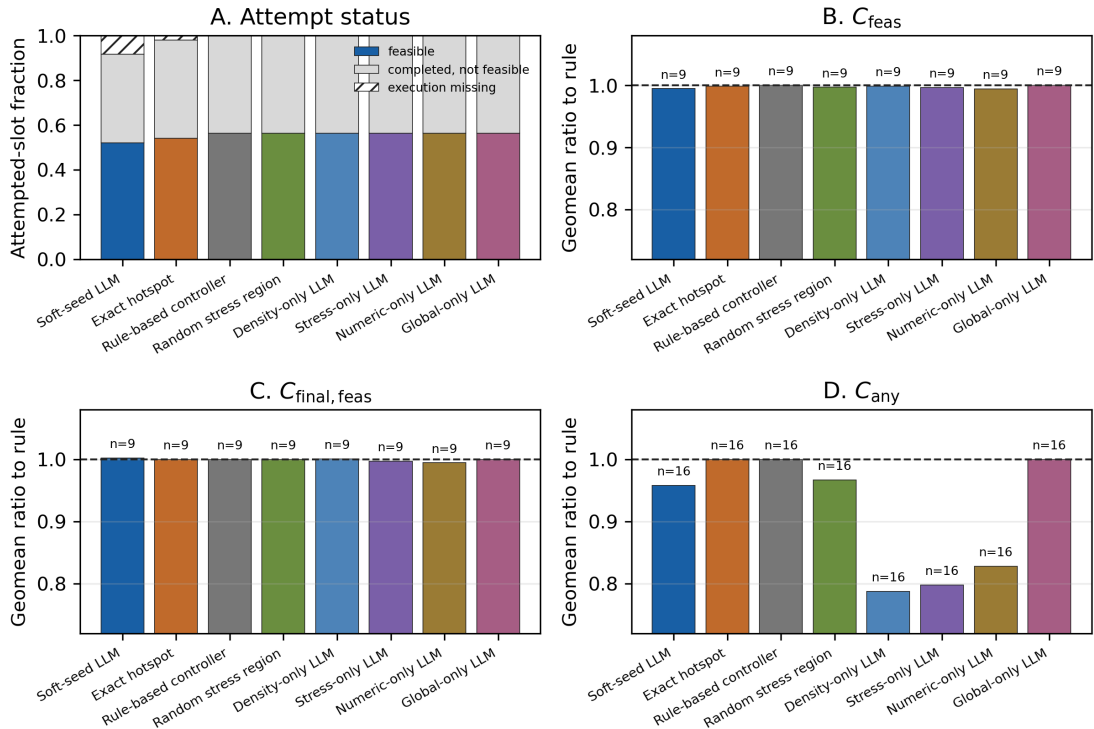 A. Attempt status
Attempted-slot fraction
1.0
0.8
0.6
0.4
0.2
0.0
feasible
completed, not feasible
execution missing
Soft-seed LLM
Exact hotspot
Rule-based controller
Random stress region
Density-only LLM
Stress-only LLM
Numeric-only LLM
Global-only LLM
B. C_feas
Geomean ratio to rule
1.0
0.9
0.8
n=9
n=9
n=9
n=9
n=9
n=9
n=9
n=9
Soft-seed LLM
Exact hotspot
Rule-based controller
Random stress region
Density-only LLM
Stress-only LLM
Numeric-only LLM
Global-only LLM
C. C_final, feas
Geomean ratio to rule
1.0
0.9
0.8
n=9
n=9
n=9
n=9
n=9
n=9
n=9
n=9
Soft-seed LLM
Exact hotspot
Rule-based controller
Random stress region
Density-only LLM
Stress-only LLM
Numeric-only LLM
Global-only LLM
D. C_any
Geomean ratio to rule
1.0
0.9
0.8
n=16
n=16
n=16
n=16
n=16
n=16
n=16
n=16
Soft-seed LLM
Exact hotspot
Rule-based controller
Random stress region
Density-only LLM
Stress-only LLM
Numeric-only LLM
Global-only LLM